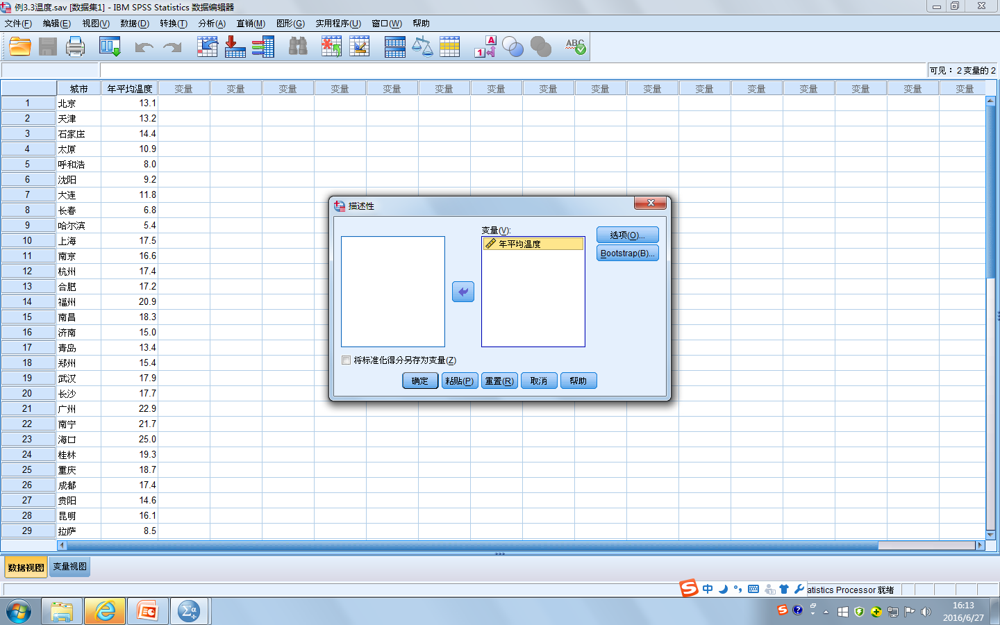 例3.3温度.sav [数据集1] - IBM SPSS Statistics 数据编辑器
文件(F) 编辑(E) 视图(V) 数据(D) 转换(T) 分析(A) 直销(M) 图形(G) 实用程序(U) 窗口(W) 帮助
A
1
ABC
可见： 2 变量的 2
城市 年平均温度 变量 变量 变量 变量 变量 变量 变量 变量 变量 变量 变量 变量 变量 变量 变量 变量
1 北京 13.1
2 天津 13.2
3 石家庄 14.4
4 太原 10.9
5 呼和浩 8.0
6 沈阳 9.2
7 大连 11.8
8 长春 6.8
9 哈尔滨 5.4
10 上海 17.5
11 南京 16.6
12 杭州 17.4
13 合肥 17.2
14 福州 20.9
15 南昌 18.3
16 济南 15.0
17 青岛 13.4
18 郑州 15.4
19 武汉 17.9
20 长沙 17.7
21 广州 22.9
22 南宁 21.7
23 海口 25.0
24 桂林 19.3
25 重庆 18.7
26 成都 17.4
27 贵阳 14.6
28 昆明 16.1
29 拉萨 8.5
描述性
变量(V):
年平均温度
选项(O)...
Bootstrap(B)...
将标准化得分另存为变量(Z)
确定 粘贴(P) 重置(R) 取消 帮助
数据视图 变量视图
中
atistics Processor 就绪
16:13
2016/6/27